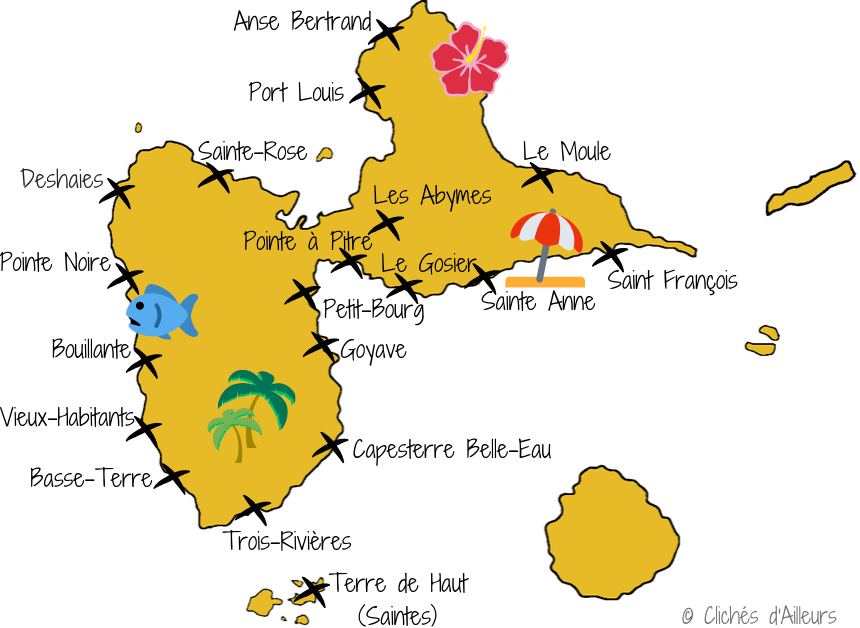 Anse Bertrand
Port Louis
Sainte-Rose
Le Moule
Deshaies
Les Abymes
Pointe à Pitre
Pointe Noire
Le Gosier
Saint François
Sainte Anne
Petit-Bourg
Bouillante
Goyave
Vieux-Habitants
Capesterre Belle-Eau
Basse-Terre
Trois-Rivières
Terre de Haut
(Saintes)
© Clichés d'Ailleurs